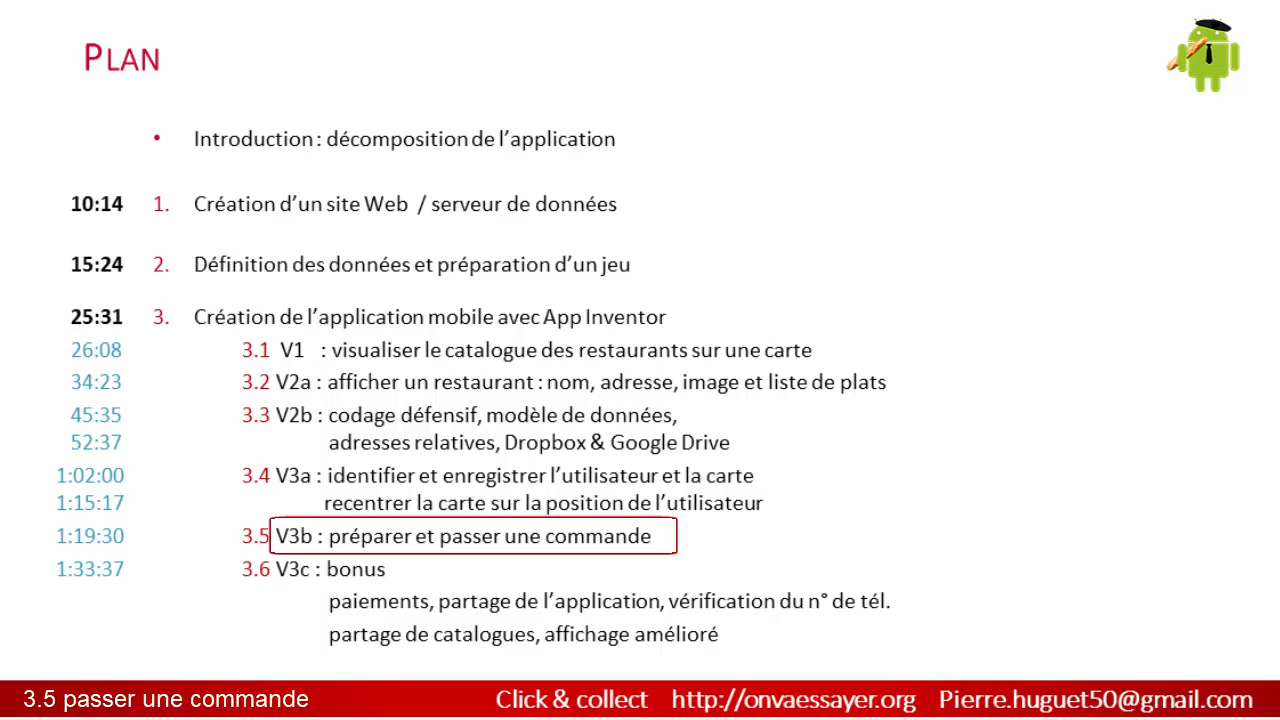 PLAN
• Introduction : décomposition de l'application
10:14 1. Création d'un site Web / serveur de données
15:24 2. Définition des données et préparation d'un jeu
25:31 3. Création de l'application mobile avec App Inventor
26:08 3.1 V1 : visualiser le catalogue des restaurants sur une carte
34:23 3.2 V2a : afficher un restaurant : nom, adresse, image et liste de plats
45:35 3.3 V2b : codage défensif, modèle de données,
52:37 adresses relatives, Dropbox & Google Drive
1:02:00 3.4 V3a : identifier et enregistrer l'utilisateur et la carte
1:15:17 recentrer la carte sur la position de l'utilisateur
1:19:30 3.5 V3b : préparer et passer une commande
1:33:37 3.6 V3c : bonus
paiements, partage de l'application, vérification du n° de tél.
partage de catalogues, affichage amélioré
3.5 passer une commande Click & collect http://onvaessayer.org Pierre.huguet50@gmail.com